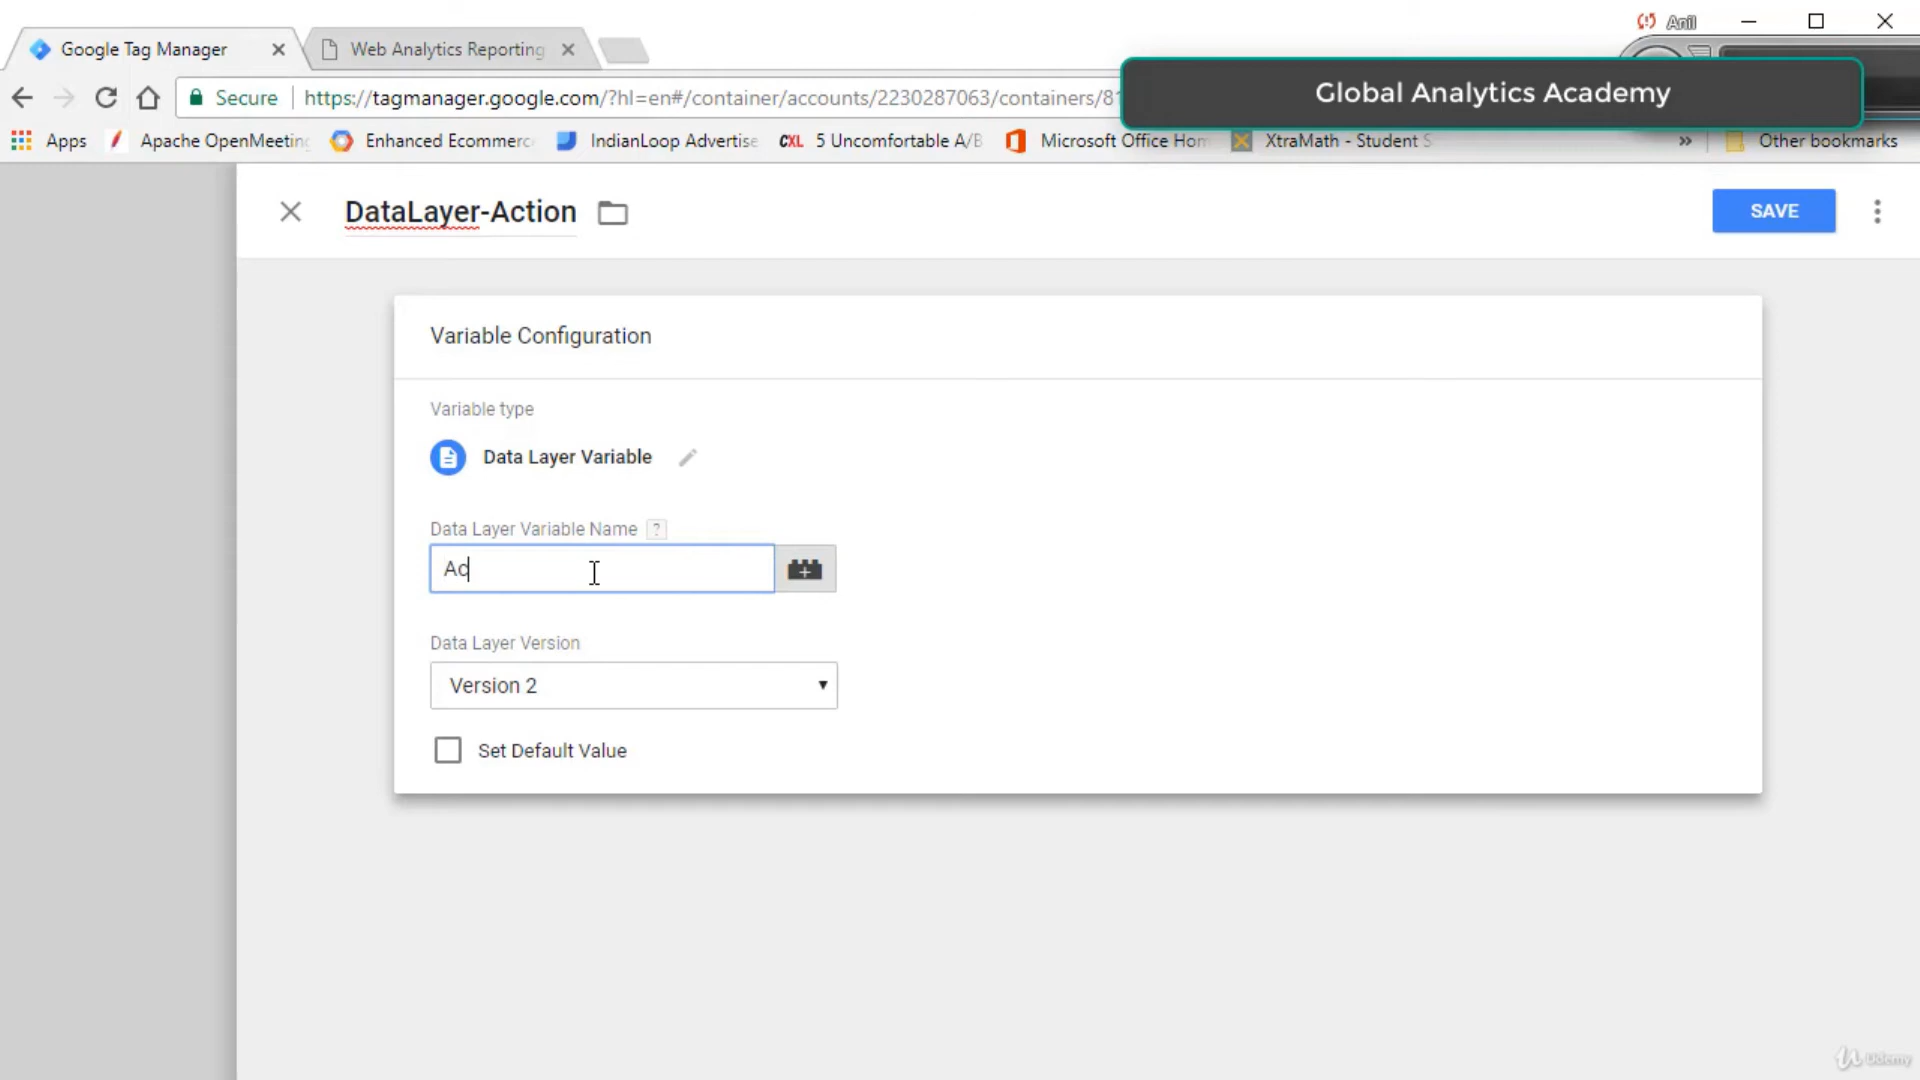 Anil
Google Tag Manager
Web Analytics Reporting
Secure
https://tagmanager.google.com/?hl=en#/container/accounts/2230287063/containers/81
Global Analytics Academy
Apps
Apache OpenMeeting
Enhanced Ecommerc
IndianLoop Advertise
CXL
5 Uncomfortable A/B
Microsoft Office Hom
XtraMath - Student S
»
Other bookmarks
DataLayer-Action
SAVE
Variable Configuration
Variable type
Data Layer Variable
Data Layer Variable Name ?
Ac
Data Layer Version
Version 2
Set Default Value
Udemy